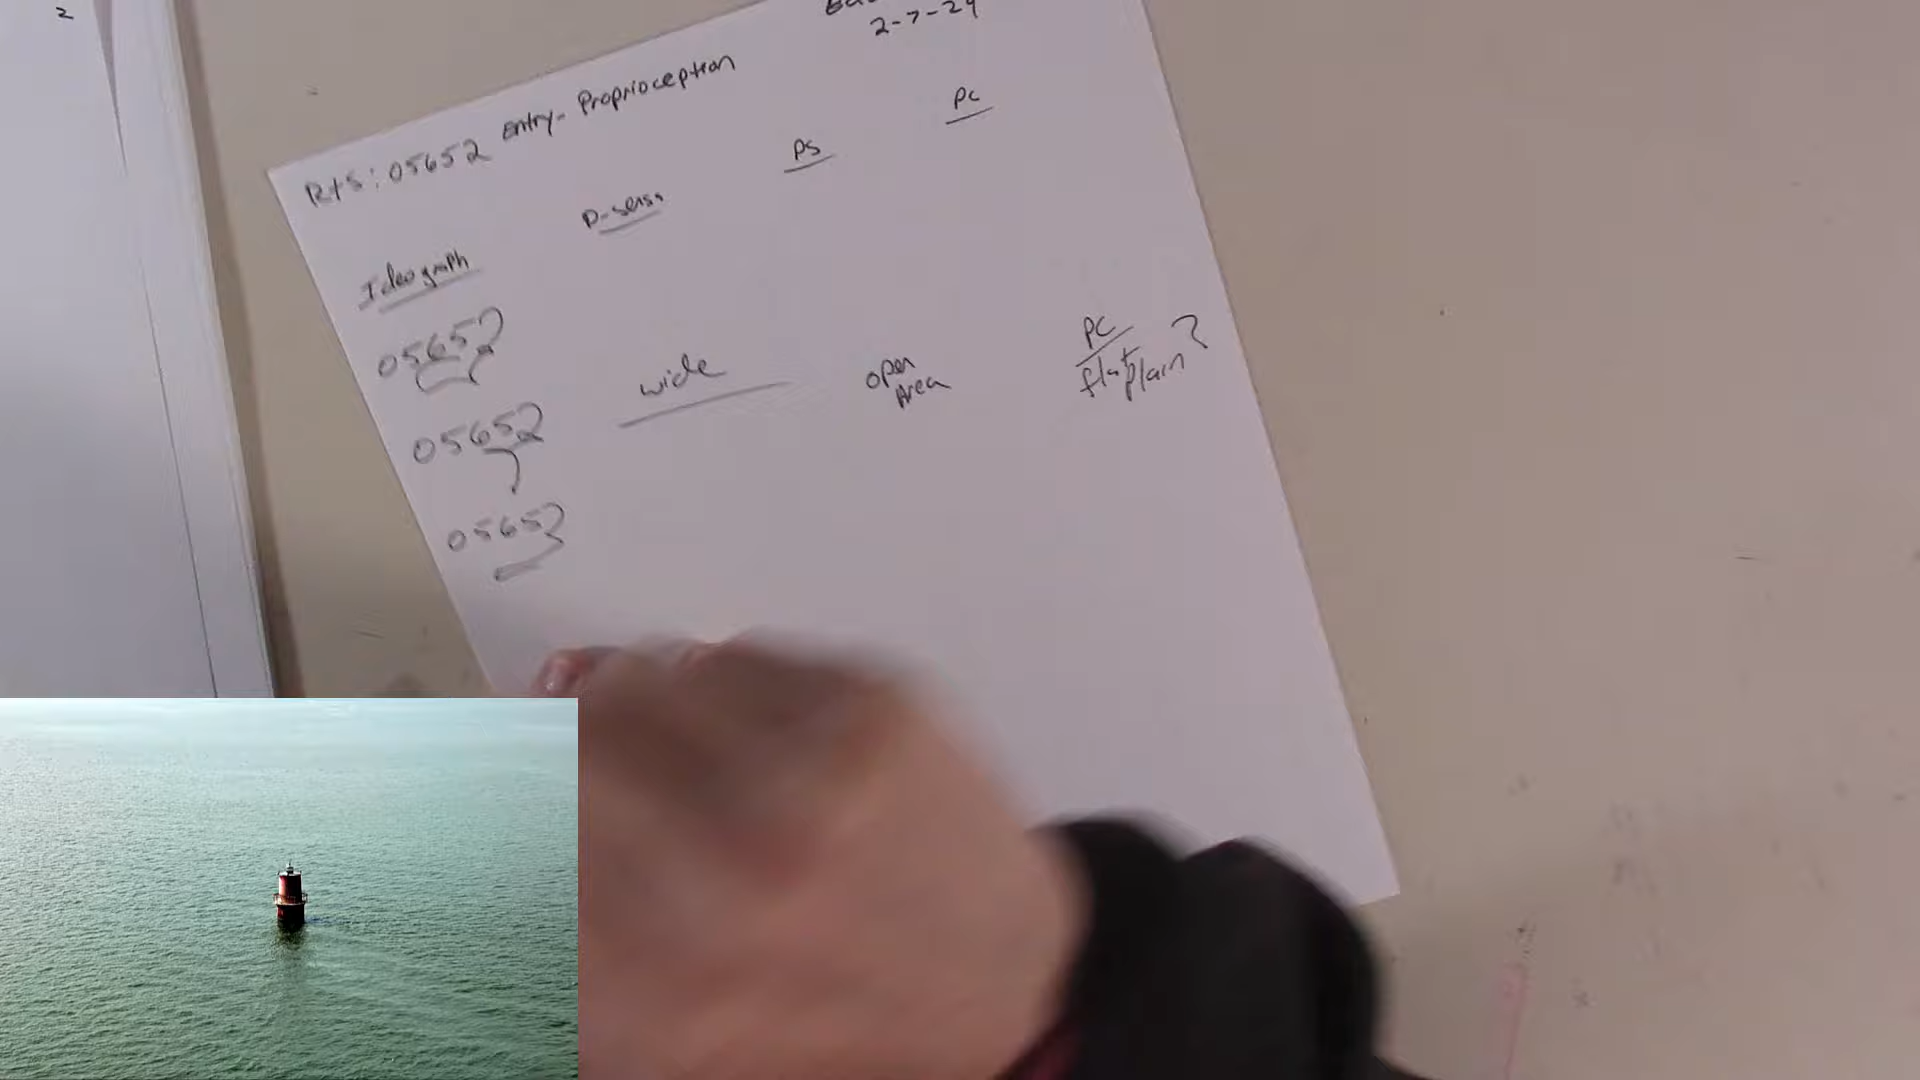 2
2-7-24
R+S: 05652 Entry- Proprioception
PC
PS
P-sens
Ideograph
05652
wide
open
Area
PC
flat
plain?
05652
05652